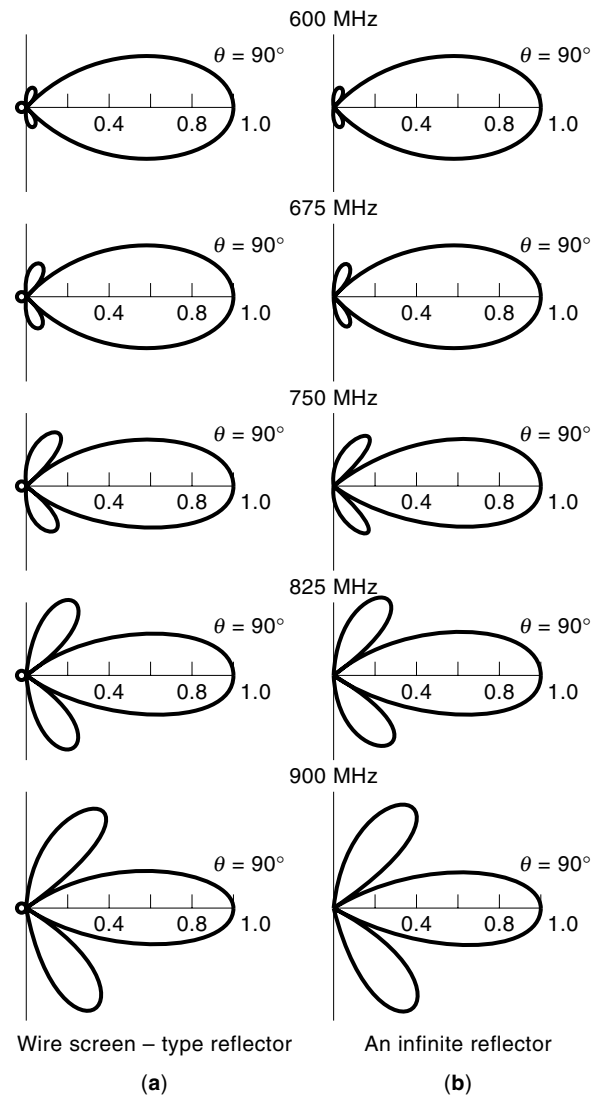 600 MHz
θ = 90° θ = 90°
0.4 0.8 1.0 0.4 0.8 1.0
675 MHz
θ = 90° θ = 90°
0.4 0.8 1.0 0.4 0.8 1.0
750 MHz
θ = 90° θ = 90°
0.4 0.8 1.0 0.4 0.8 1.0
825 MHz
θ = 90° θ = 90°
0.4 0.8 1.0 0.4 0.8 1.0
900 MHz
θ = 90° θ = 90°
0.4 0.8 1.0 0.4 0.8 1.0
Wire screen – type reflector An infinite reflector
(a) (b)